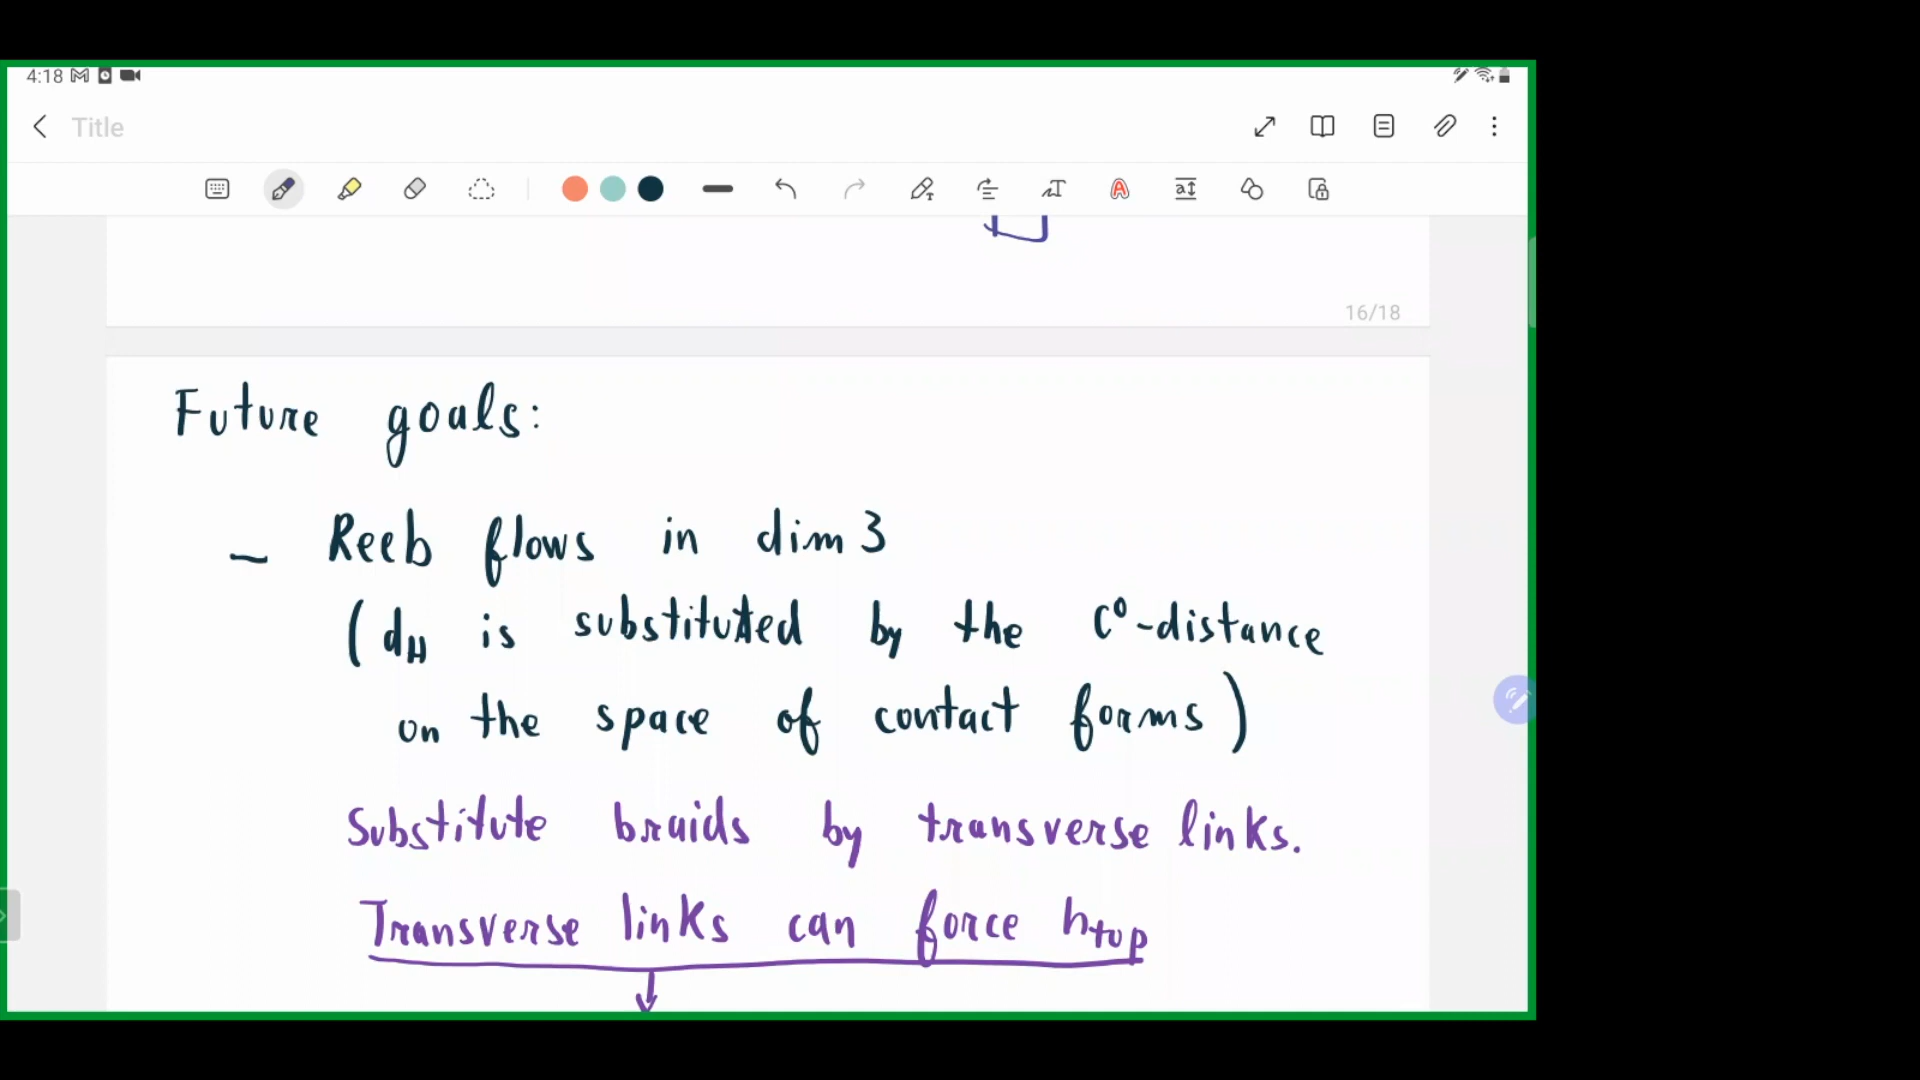 4:18
Title
16/18
Future goals:
– Reeb flows in dim 3
(d_H is substituted by the C⁰-distance
on the space of contact forms)
Substitute braids by transverse links.
Transverse links can force h_top